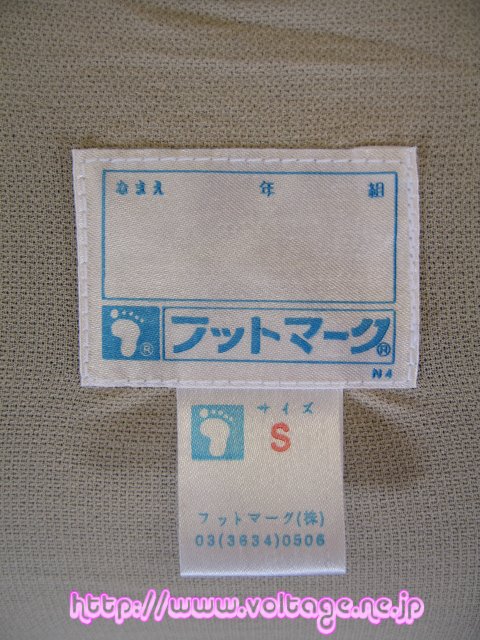 なまえ 年 組
フットマーク®
N4
サイズ
S
フットマーク(株)
03(3634)0506
http://www.voltage.ne.jp